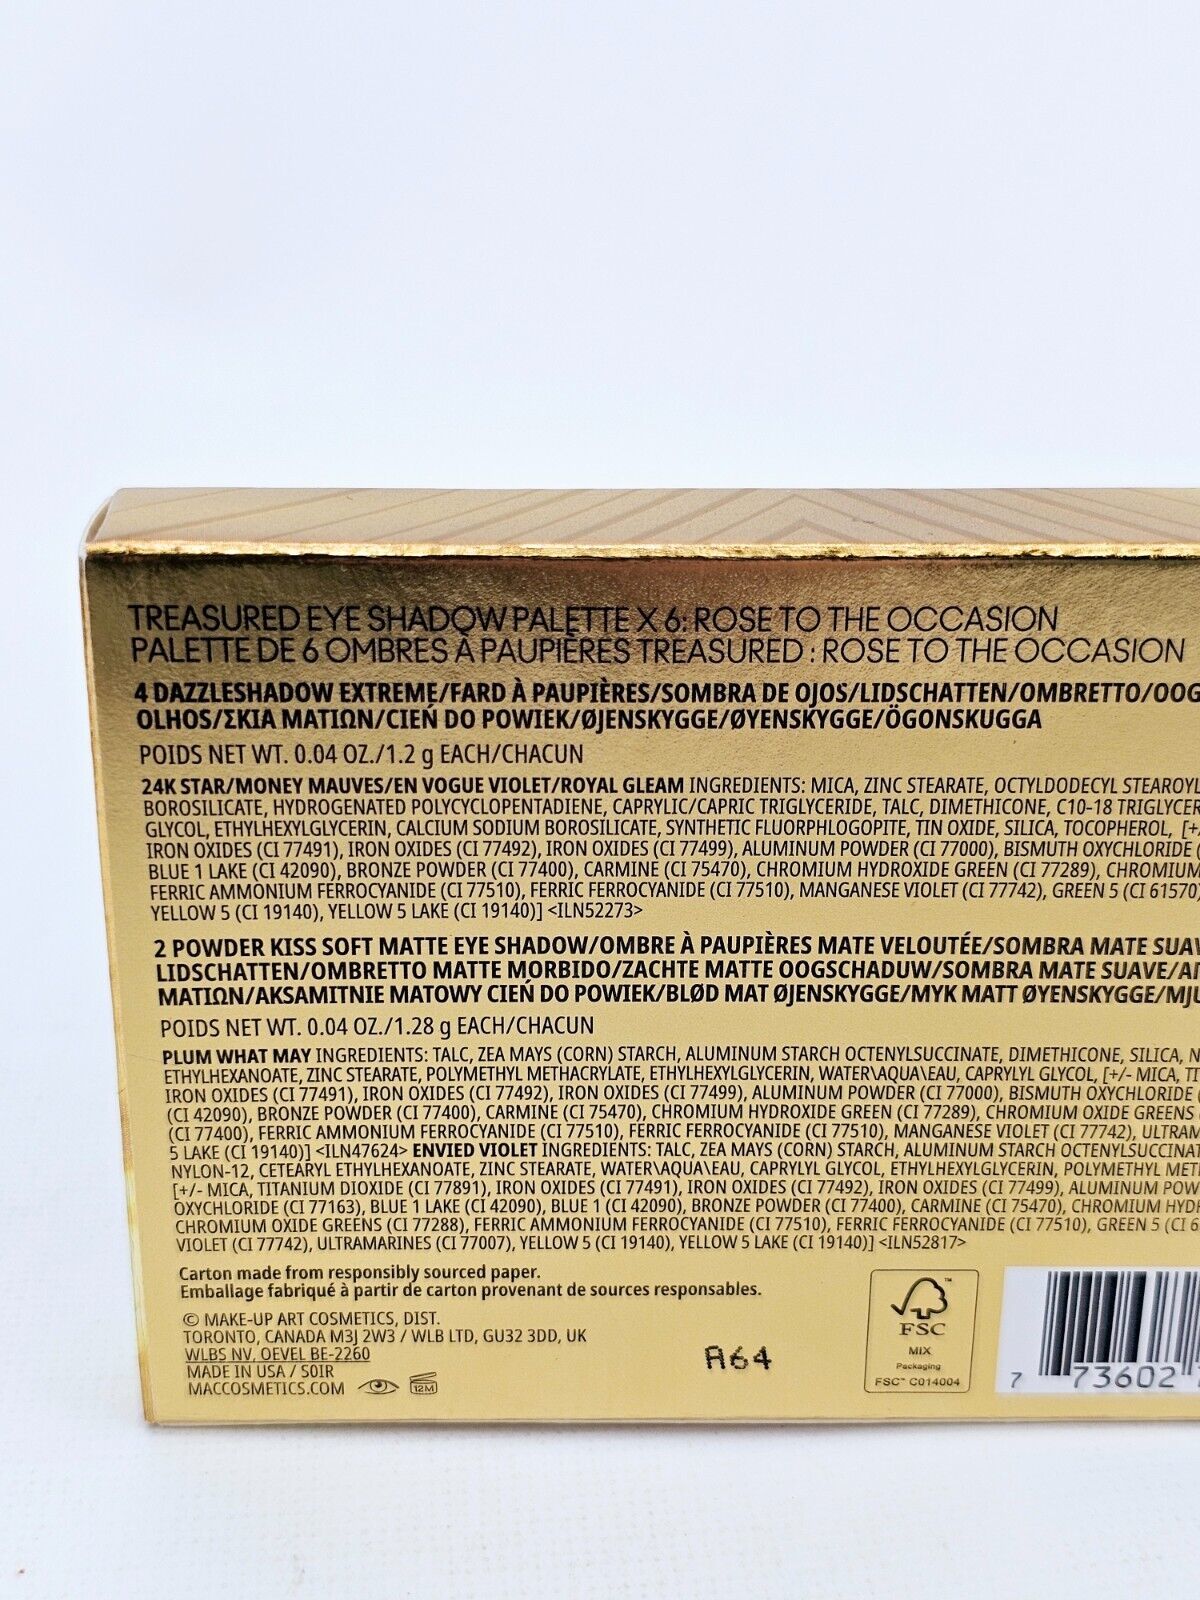 TREASURED EYE SHADOW PALETTE X 6: ROSE TO THE OCCASION
PALETTE DE 6 OMBRES À PAUPIÈRES TREASURED : ROSE TO THE OCCASION
4 DAZZLESHADOW EXTREME/FARD À PAUPIÈRES/SOMBRA DE OJOS/LIDSCHATTEN/OMBRETTO/OOG
OLHOS/ΣΚΙΑ ΜΑΤΙΩΝ/CIEŃ DO POWIEK/ØJENSKYGGE/ØYENSKYGGE/ÖGONSKUGGA
POIDS NET WT. 0.04 OZ./1.2 g EACH/CHACUN
24K STAR/MONEY MAUVES/EN VOGUE VIOLET/ROYAL GLEAM INGREDIENTS: MICA, ZINC STEARATE, OCTYLDODECYL STEAROYL
BOROSILICATE, HYDROGENATED POLYCYCLOPENTADIENE, CAPRYLIC/CAPRIC TRIGLYCERIDE, TALC, DIMETHICONE, C10-18 TRIGLYCER
GLYCOL, ETHYLHEXYLGLYCERIN, CALCIUM SODIUM BOROSILICATE, SYNTHETIC FLUORPHLOGOPITE, TIN OXIDE, SILICA, TOCOPHEROL, [+/
IRON OXIDES (CI 77491), IRON OXIDES (CI 77492), IRON OXIDES (CI 77499), ALUMINUM POWDER (CI 77000), BISMUTH OXYCHLORIDE (
BLUE 1 LAKE (CI 42090), BRONZE POWDER (CI 77400), CARMINE (CI 75470), CHROMIUM HYDROXIDE GREEN (CI 77289), CHROMIUM
FERRIC AMMONIUM FERROCYANIDE (CI 77510), FERRIC FERROCYANIDE (CI 77510), MANGANESE VIOLET (CI 77742), GREEN 5 (CI 61570)
YELLOW 5 (CI 19140), YELLOW 5 LAKE (CI 19140)] <ILN52273>
2 POWDER KISS SOFT MATTE EYE SHADOW/OMBRE À PAUPIÈRES MATE VELOUTÉE/SOMBRA MATE SUAV
LIDSCHATTEN/OMBRETTO MATTE MORBIDO/ZACHTE MATTE OOGSCHADUW/SOMBRA MATE SUAVE/ΑΠ
ΜΑΤΙΩΝ/AKSAMITNIE MATOWY CIEŃ DO POWIEK/BLØD MAT ØJENSKYGGE/MYK MATT ØYENSKYGGE/MJU
POIDS NET WT. 0.04 OZ./1.28 g EACH/CHACUN
PLUM WHAT MAY INGREDIENTS: TALC, ZEA MAYS (CORN) STARCH, ALUMINUM STARCH OCTENYLSUCCINATE, DIMETHICONE, SILICA, N
ETHYLHEXANOATE, ZINC STEARATE, POLYMETHYL METHACRYLATE, ETHYLHEXYLGLYCERIN, WATER\AQUA\EAU, CAPRYLYL GLYCOL, [+/- MICA, TIT
IRON OXIDES (CI 77491), IRON OXIDES (CI 77492), IRON OXIDES (CI 77499), ALUMINUM POWDER (CI 77000), BISMUTH OXYCHLORIDE (
(CI 42090), BRONZE POWDER (CI 77400), CARMINE (CI 75470), CHROMIUM HYDROXIDE GREEN (CI 77289), CHROMIUM OXIDE GREENS
(CI 77400), FERRIC AMMONIUM FERROCYANIDE (CI 77510), FERRIC FERROCYANIDE (CI 77510), MANGANESE VIOLET (CI 77742), ULTRAM
5 LAKE (CI 19140)] <ILN47624> ENVIED VIOLET INGREDIENTS: TALC, ZEA MAYS (CORN) STARCH, ALUMINUM STARCH OCTENYLSUCCINAT
NYLON-12, CETEARYL ETHYLHEXANOATE, ZINC STEARATE, WATER\AQUA\EAU, CAPRYLYL GLYCOL, ETHYLHEXYLGLYCERIN, POLYMETHYL MET
[+/- MICA, TITANIUM DIOXIDE (CI 77891), IRON OXIDES (CI 77491), IRON OXIDES (CI 77492), IRON OXIDES (CI 77499), ALUMINUM POW
OXYCHLORIDE (CI 77163), BLUE 1 LAKE (CI 42090), BLUE 1 (CI 42090), BRONZE POWDER (CI 77400), CARMINE (CI 75470), CHROMIUM HYDR
CHROMIUM OXIDE GREENS (CI 77288), FERRIC AMMONIUM FERROCYANIDE (CI 77510), FERRIC FERROCYANIDE (CI 77510), GREEN 5 (CI 6
VIOLET (CI 77742), ULTRAMARINES (CI 77007), YELLOW 5 (CI 19140), YELLOW 5 LAKE (CI 19140)] <ILN52817>
Carton made from responsibly sourced paper.
Emballage fabriqué à partir de carton provenant de sources responsables.
© MAKE-UP ART COSMETICS, DIST.
TORONTO, CANADA M3J 2W3 / WLB LTD, GU32 3DD, UK
WLBS NV, OEVEL BE-2260
MADE IN USA / S0IR
MACCOSMETICS.COM
12M
A64
FSC™
MIX
Packaging
FSC™ C014004
7 73602